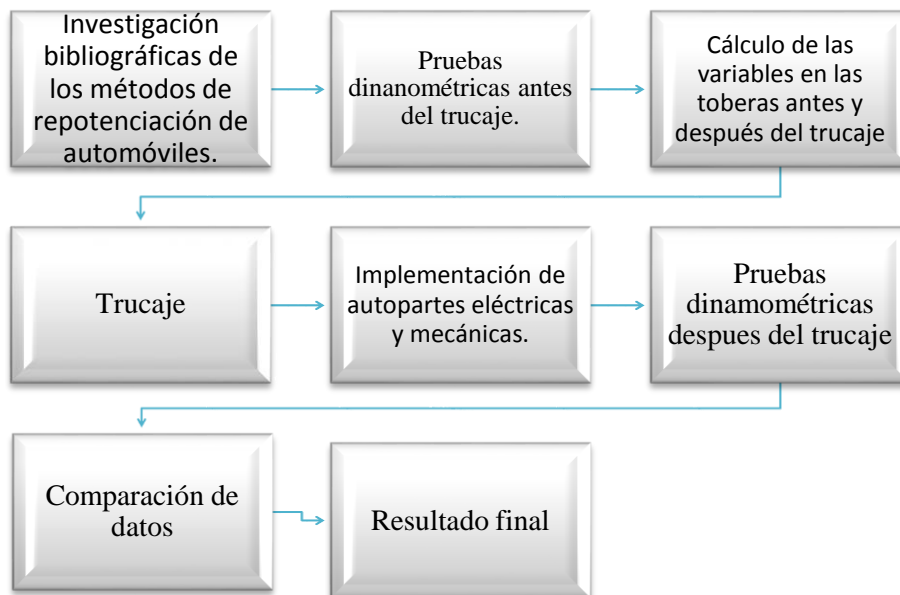 Investigación
bibliográficas de
los métodos de
repotenciación de
automóviles.
Pruebas
dinanométricas antes
del trucaje.
Cálculo de las
variables en las
toberas antes y
después del trucaje
Trucaje
Implementación de
autopartes eléctricas
y mecánicas.
Pruebas
dinamométricas
despues del trucaje
Comparación de
datos
Resultado final